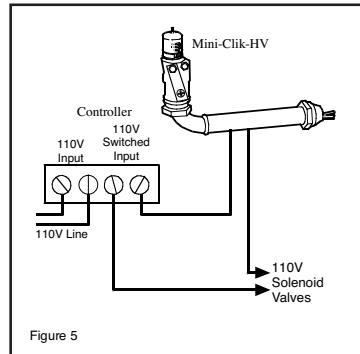 Mini-Clik-HV
Controller
110V
Input
110V
Switched
Input
110V Line
110V
Solenoid
Valves
Figure 5